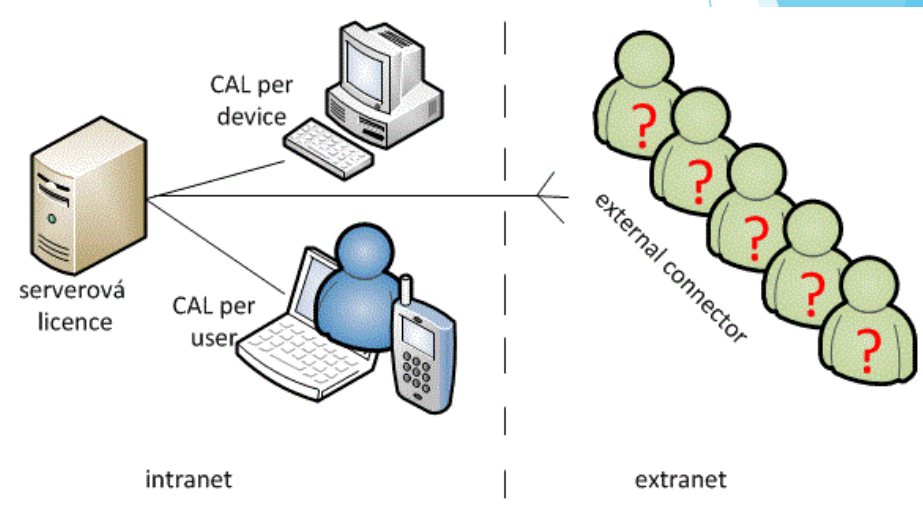 CAL per
device
serverová
licence
CAL per
user
external connector
?
?
?
?
?
intranet
extranet